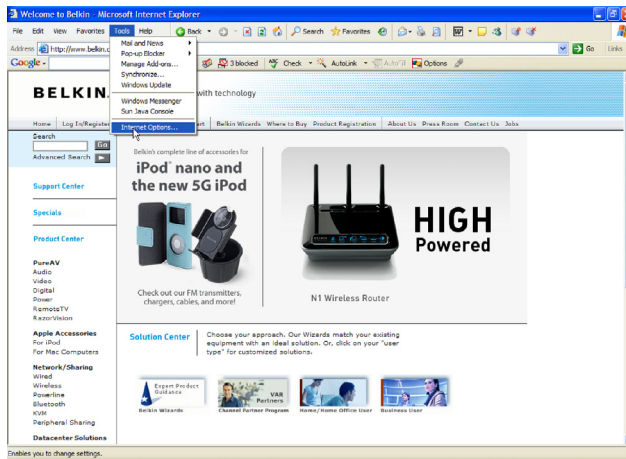 Welcome to Belkin - Microsoft Internet Explorer
File Edit View Favorites Tools Help Back Search Favorites
Address http://www.belkin.c Go Links
Google - 3 blocked Check AutoLink AutoFill Options
Mail and News
Pop-up Blocker
Manage Add-ons...
Synchronize...
Windows Update
Windows Messenger
Sun Java Console
Internet Options...
BELKIN. with technology
Home Log In/Register art Belkin Wizards Where to Buy Product Registration About Us Press Room Contact Us Jobs
Search
Go
Advanced Search
Support Center
Specials
Product Center
PureAV
Audio
Video
Digital
Power
RemoteTV
RazorVision
Apple Accessories
For iPod
For Mac Computers
Network/Sharing
Wired
Wireless
Powerline
Bluetooth
KVM
Peripheral Sharing
Datacenter Solutions
Belkin's complete line of accessories for
iPod® nano and
the new 5G iPod
Check out our FM transmitters,
chargers, cables, and more!
HIGH
Powered
N1 Wireless Router
Solution Center
Choose your approach. Our Wizards match your existing
equipment with an ideal solution. Or, click on your "user
type" for customized solutions.
Expert Product
Guidance
VAR
Partners
Belkin Wizards Channel Partner Program Home/Home Office User Business User
Enables you to change settings.